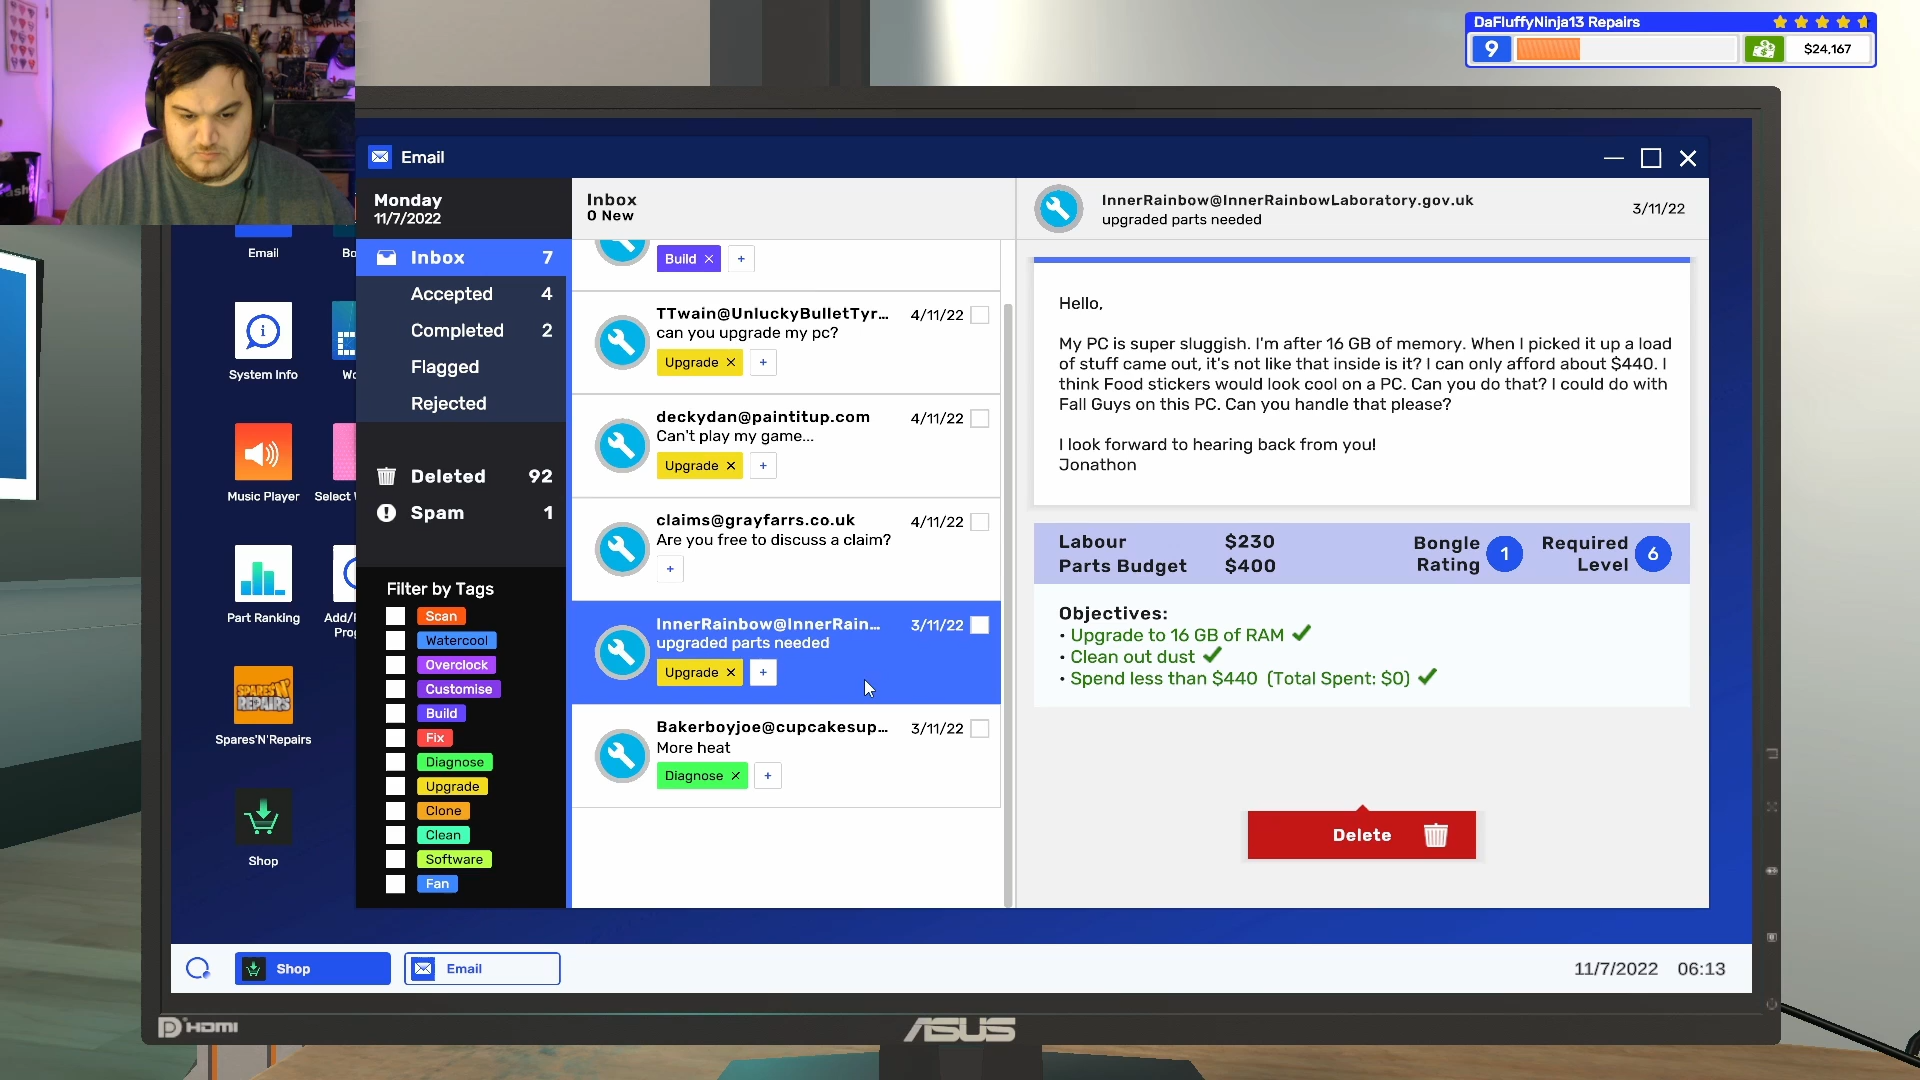 DaFluffyNinja13 Repairs
9
$24,167
Email
Monday
11/7/2022
Inbox 7
Accepted 4
Completed 2
Flagged
Rejected
Deleted 92
Spam 1
Filter by Tags
Scan
Watercool
Overclock
Customise
Build
Fix
Diagnose
Upgrade
Clone
Clean
Software
Fan
Inbox
0 New
Build × +
TTwain@UnluckyBulletTyr... 4/11/22
can you upgrade my pc?
Upgrade × +
deckydan@paintitup.com 4/11/22
Can't play my game...
Upgrade × +
claims@grayfarrs.co.uk 4/11/22
Are you free to discuss a claim?
+
InnerRainbow@InnerRain... 3/11/22
upgraded parts needed
Upgrade × +
Bakerboyjoe@cupcakesup... 3/11/22
More heat
Diagnose × +
InnerRainbow@InnerRainbowLaboratory.gov.uk
upgraded parts needed
3/11/22
Hello,
My PC is super sluggish. I'm after 16 GB of memory. When I picked it up a load
of stuff came out, it's not like that inside is it? I can only afford about $440. I
think Food stickers would look cool on a PC. Can you do that? I could do with
Fall Guys on this PC. Can you handle that please?
I look forward to hearing back from you!
Jonathon
Labour $230
Parts Budget $400
Bongle Rating 1
Required Level 6
Objectives:
• Upgrade to 16 GB of RAM
• Clean out dust
• Spend less than $440 (Total Spent: $0)
Delete
Email
System Info
Music Player
Select W
Part Ranking
Add/
Prog
SPARES'N'
REPAIRS
Spares'N'Repairs
Shop
Shop
Email
11/7/2022 06:13
HDMI
ASUS